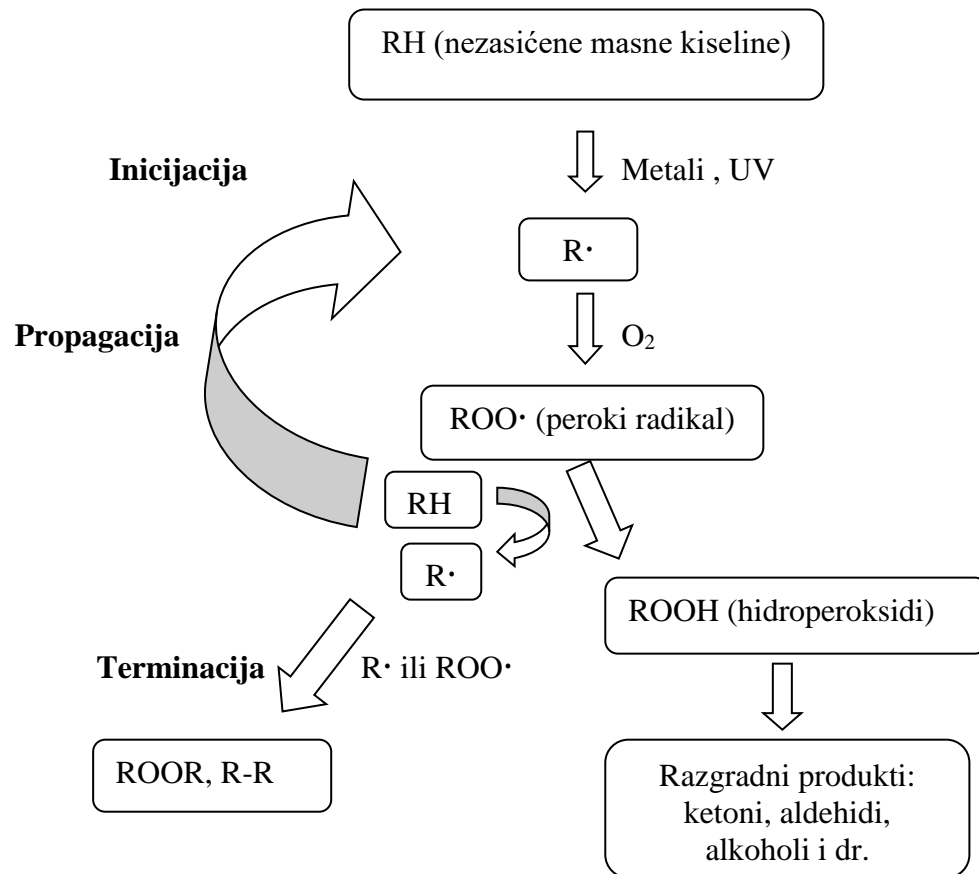 RH (nezasićene masne kiseline)
Inicijacija
Metali , UV
R·
Propagacija
O₂
ROO· (peroki radikal)
RH
R·
ROOH (hidroperoksidi)
Terminacija
R· ili ROO·
ROOR, R-R
Razgradni produkti:
ketoni, aldehidi,
alkoholi i dr.